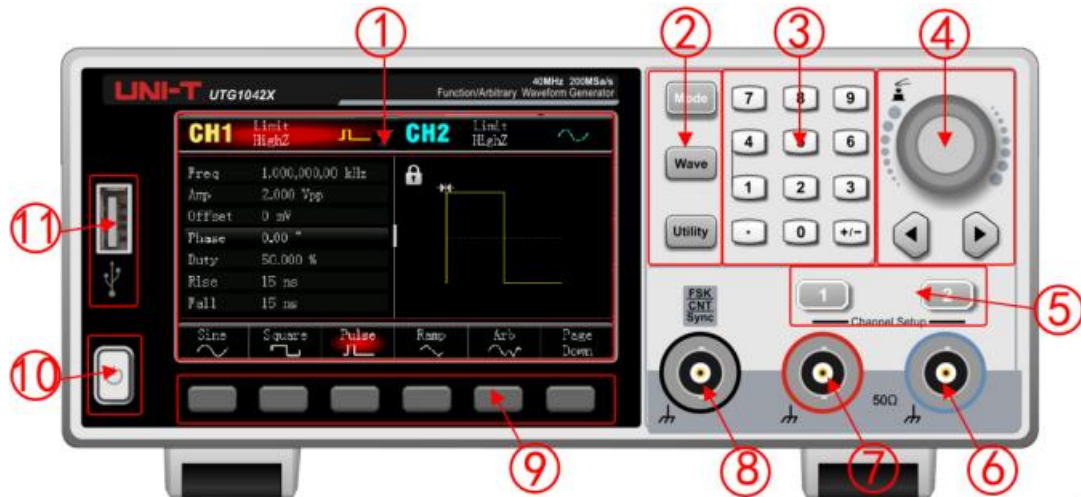 ① ② ③ ④
UNI-T UTG1042X
40MHz 200MSa/s
Function/Arbitrary Waveform Generator
CH1 Limit HighZ CH2 Limit HighZ
Freq 1.000,000,00 kHz
Amp 2.000 Vpp
Offset 0 mV
Phase 0.00 °
Duty 50.000 %
Rise 15 ns
Fall 15 ns
Sine Square Pulse Ramp Arb Page Down
Mode
Wave
Utility
7 8 9
4 5 6
1 2 3
. 0 +/-
1 2
Channel Setup
FSK
CNT
Sync
50Ω
⑤
⑪
⑩
⑨ ⑧ ⑦ ⑥